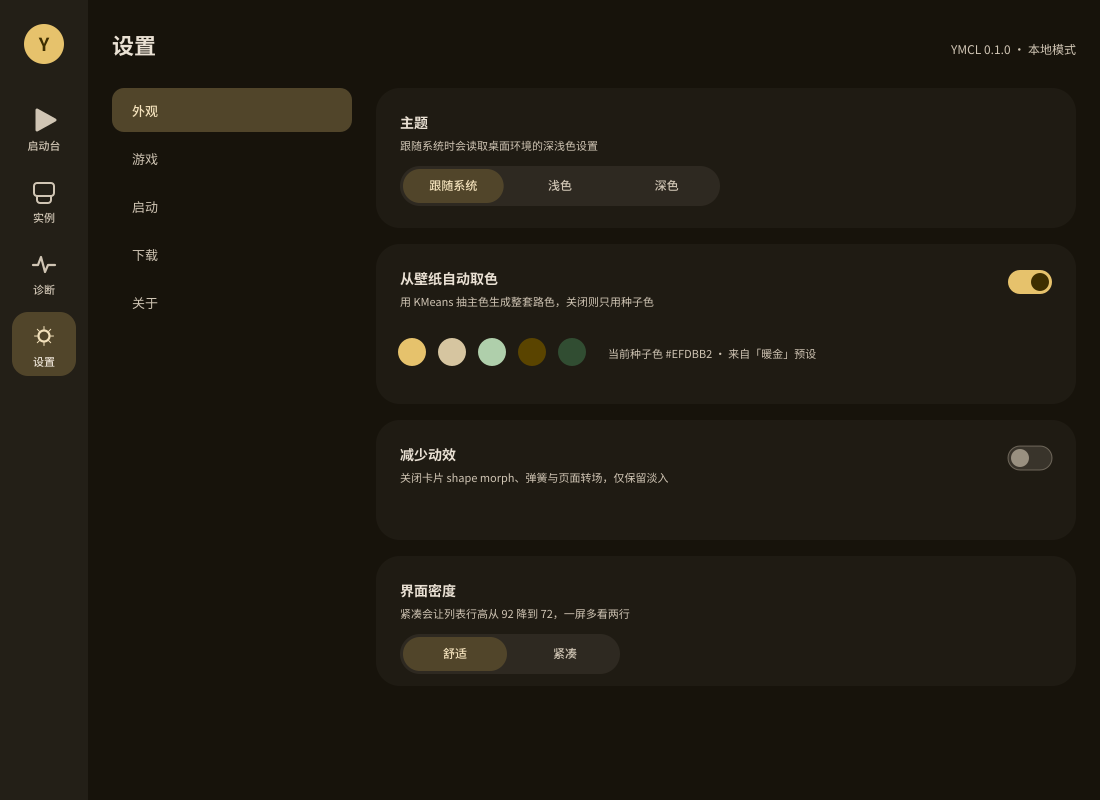 Y
启动台
实例
诊断
设置
设置
YMCL 0.1.0 · 本地模式
外观
游戏
启动
下载
关于
主题
跟随系统时会读取桌面环境的深浅色设置
跟随系统
浅色
深色
从壁纸自动取色
用 KMeans 抽主色生成整套路色，关闭则只用种子色
当前种子色 #EFDBB2 · 来自「暖金」预设
减少动效
关闭卡片 shape morph、弹簧与页面转场，仅保留淡入
界面密度
紧凑会让列表行高从 92 降到 72，一屏多看两行
舒适
紧凑